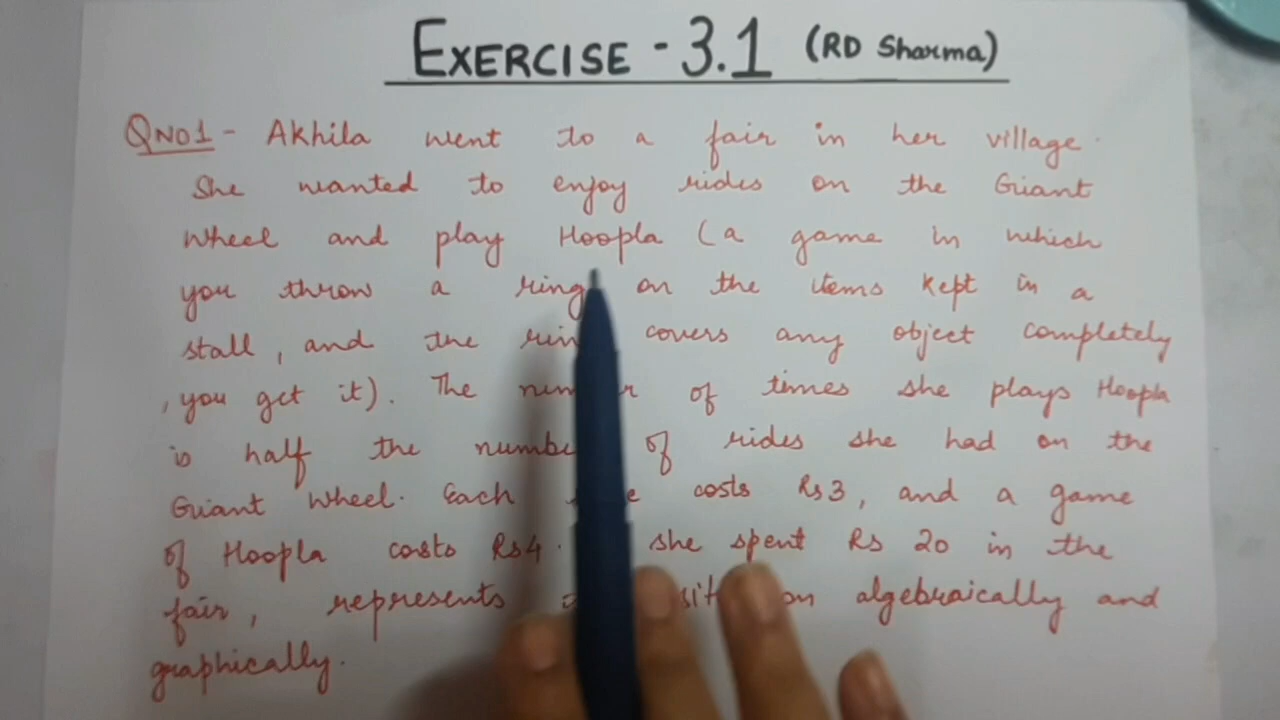 EXERCISE - 3.1 (RD Sharma)
QNO1 - Akhila went to a fair in her village.
She wanted to enjoy rides on the Giant
Wheel and play Hoopla (a game in which
you throw a ring on the items kept in a
stall, and the covers any object completely
, you get it). The of times she plays Hoopla
is half the of rides she had on the
Giant Wheel. Each costs Rs3, and a game
of Hoopla costs Rs4. she spent Rs 20 in the
fair, represents algebraically and
graphically.